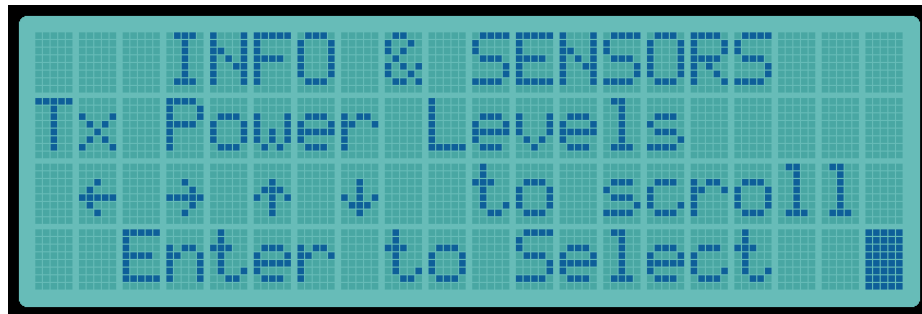 INFO & SENSORS
Tx Power Levels
← → ↑ ↓ to scroll
Enter to Select